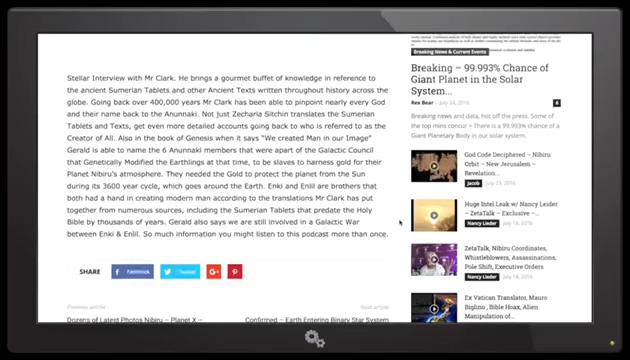 Stellar Interview with Mr Clark. He brings a gourmet buffet of knowledge in reference to
the ancient Sumerian Tablets and other Ancient Texts written throughout history across the
globe. Going back over 400,000 years Mr Clark has been able to pinpoint nearly every God
and their name back to the Anunnaki. Not just Zecharia Sitchin translates the Sumerian
Tablets and Texts, get even more detailed accounts going back to who is referred to as the
Creator of All. Also in the book of Genesis when it says "We created Man in our Image"
Gerald is able to name the 6 Anunnaki members that were apart of the Galactic Council
that Genetically Modified the Earthlings at that time, to be slaves to harness gold for their
Planet Nibiru's atmosphere. They needed the Gold to protect the planet from the Sun
during its 3600 year cycle, which goes around the Earth. Enki and Enlil are brothers that
both had a hand in creating modern man according to the translations Mr Clark has put
together from numerous sources, including the Sumerian Tablets that predate the Holy
Bible by thousands of years. Gerald also says we are still involved in a Galactic War
between Enki & Enlil. So much information you might listen to this podcast more than once.
SHARE
Facebook
Twitter
Previous article
Next article
Dozens of Latest Photos Nibiru – Planet X –
Confirmed – Earth Entering Binary Star System
Breaking News & Current Events
Breaking – 99.993% Chance of
Giant Planet in the Solar
System...
Rex Bear - July 24, 2016
Breaking news and data, hot off the press. Some of
the top mins concur = There is a 99.993% chance of a
Giant Planetary Body in our solar system.
God Code Deciphered – Nibiru
Orbit – New Jerusalem –
Revelation...
Jacob July 23, 2016
Huge Intel Leak w/ Nancy Leider
– ZetaTalk – Exclusive –...
Nancy Lieder
ZetaTalk, Nibiru Coordinates,
Whistleblowers, Assassinations,
Pole Shift, Executive Orders
Nancy Lieder
Ex Vatican Translator, Mauro
Biglino , Bible Hoax, Alien
Manipulation of...